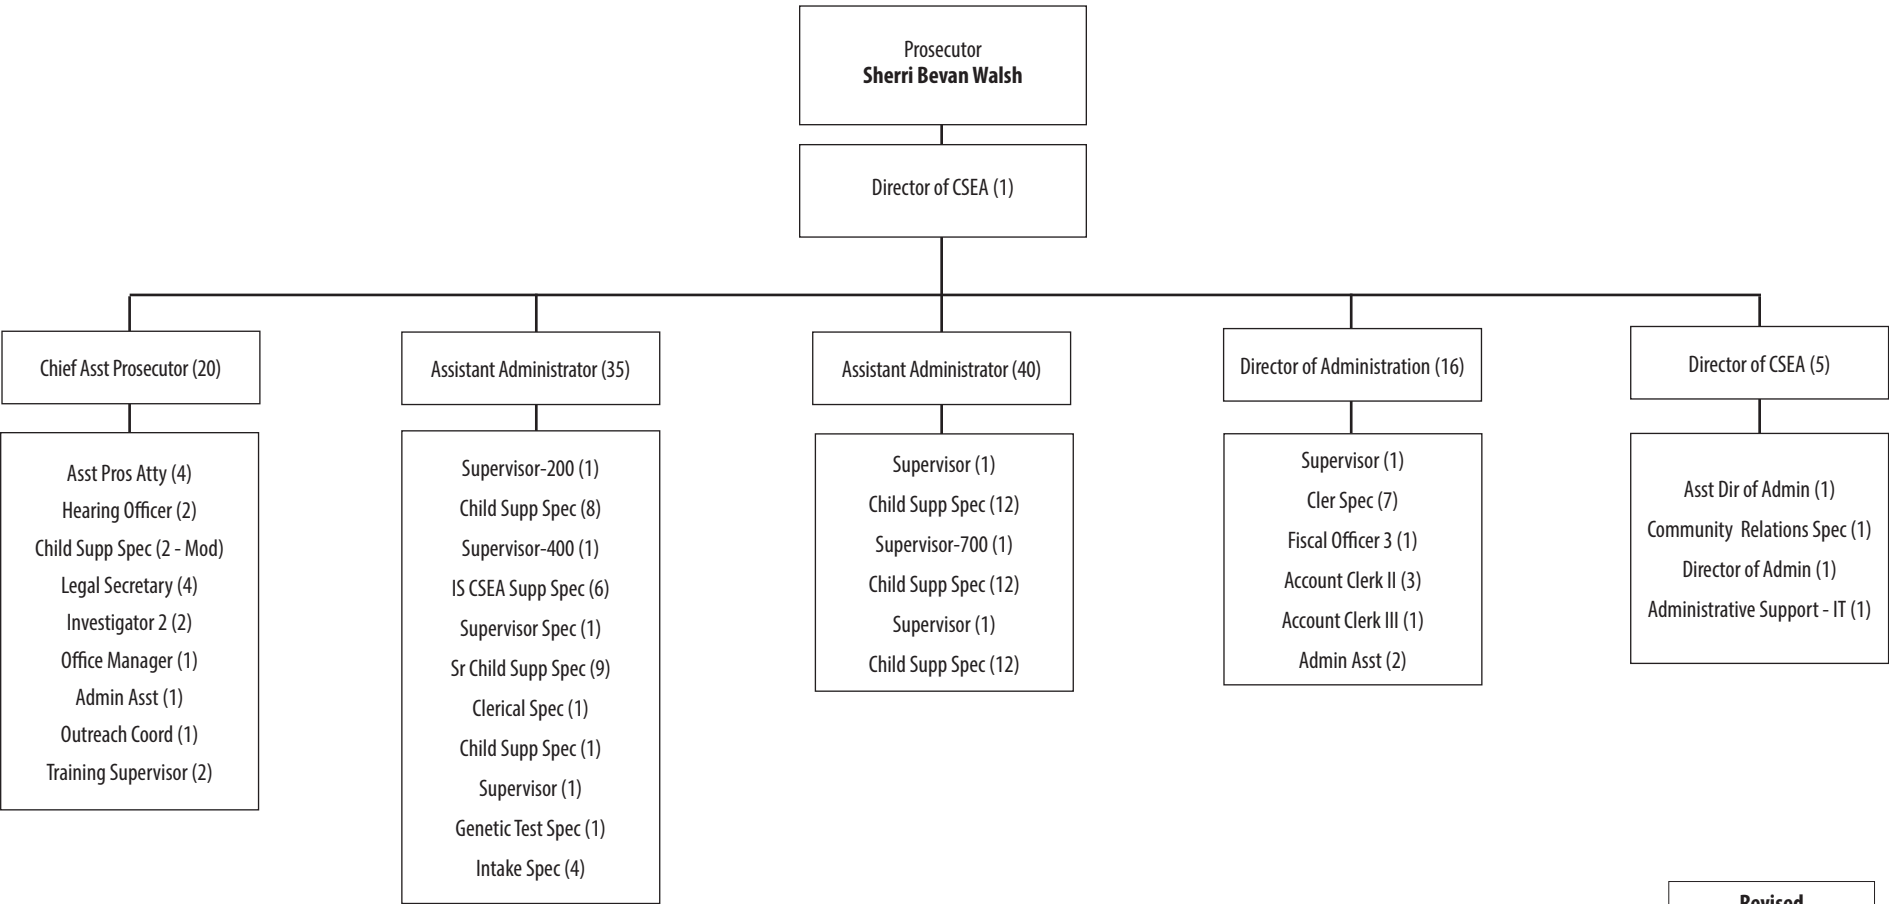 Prosecutor
Sherri Bevan Walsh
Director of CSEA (1)
Chief Asst Prosecutor (20)
Asst Pros Atty (4)
Hearing Officer (2)
Child Supp Spec (2 - Mod)
Legal Secretary (4)
Investigator 2 (2)
Office Manager (1)
Admin Asst (1)
Outreach Coord (1)
Training Supervisor (2)
Assistant Administrator (35)
Supervisor-200 (1)
Child Supp Spec (8)
Supervisor-400 (1)
IS CSEA Supp Spec (6)
Supervisor Spec (1)
Sr Child Supp Spec (9)
Clerical Spec (1)
Child Supp Spec (1)
Supervisor (1)
Genetic Test Spec (1)
Intake Spec (4)
Assistant Administrator (40)
Supervisor (1)
Child Supp Spec (12)
Supervisor-700 (1)
Child Supp Spec (12)
Supervisor (1)
Child Supp Spec (12)
Director of Administration (16)
Supervisor (1)
Cler Spec (7)
Fiscal Officer 3 (1)
Account Clerk II (3)
Account Clerk III (1)
Admin Asst (2)
Director of CSEA (5)
Asst Dir of Admin (1)
Community Relations Spec (1)
Director of Admin (1)
Administrative Support - IT (1)
Revised